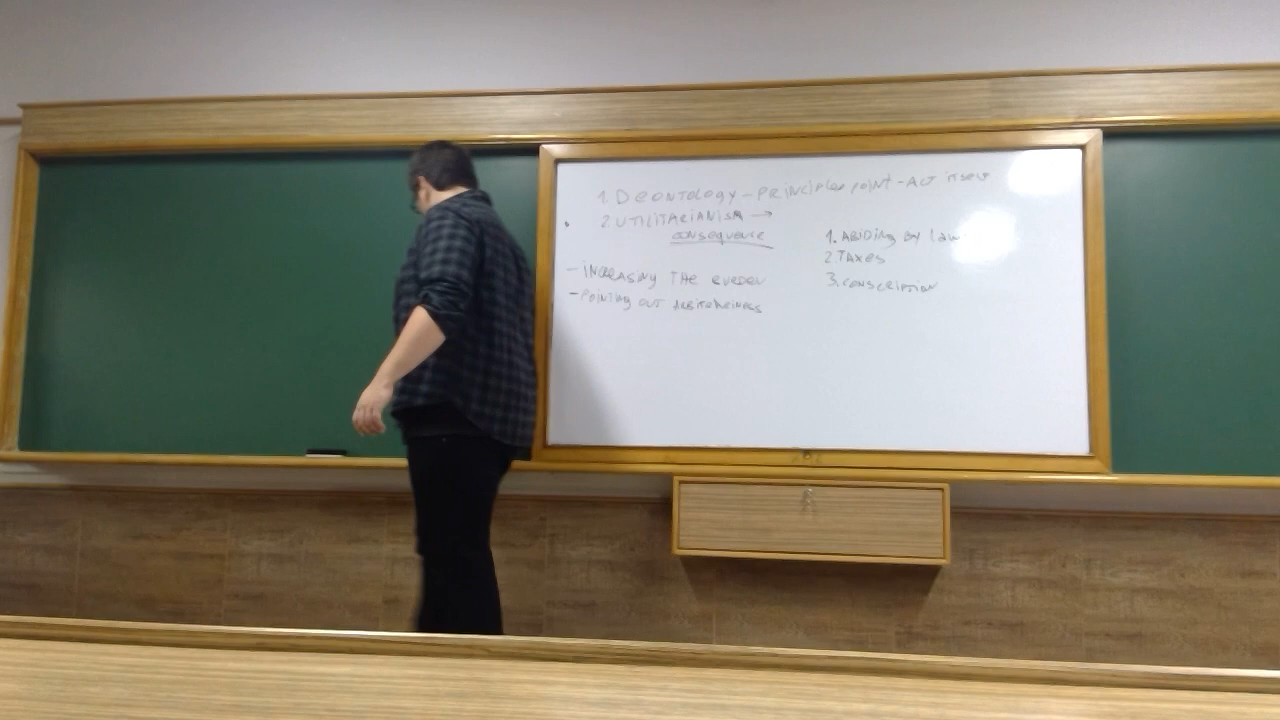 1. DEONTOLOGY - PRINCIPLES POINT - ACT ITSELF
2. UTILITARIANISM →
CONSEQUENCE
- INCREASING THE BURDEN
- POINTING OUT ARBITRARINESS
1. ABIDING BY LAW
2. TAXES
3. CONSCRIPTION